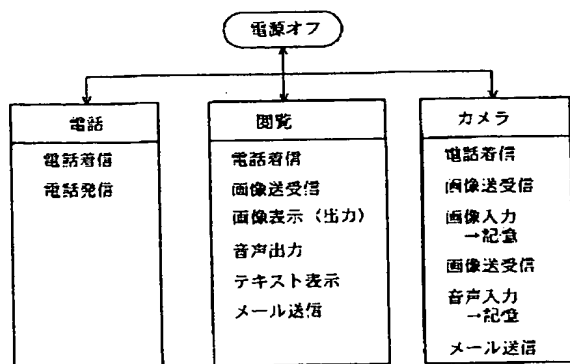 電源オフ
電話
電話着信
電話発信
閲覧
電話着信
画像送受信
画像表示（出力）
音声出力
テキスト表示
メール送信
カメラ
電話着信
画像送受信
画像入力
→記憶
画像送受信
音声入力
→記憶
メール送信